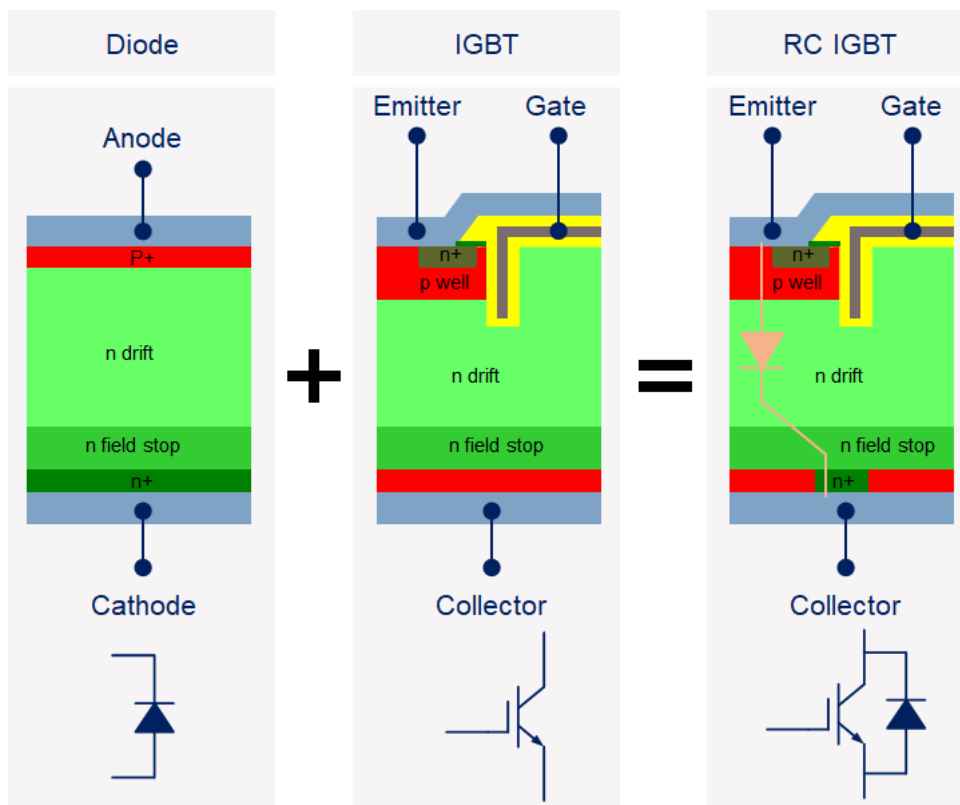 Diode
IGBT
RC IGBT
Anode
P+
n drift
n field stop
n+
Cathode
+
Emitter
Gate
n+
p well
n drift
n field stop
Collector
=
Emitter
Gate
n+
p well
n drift
n field stop
n+
Collector